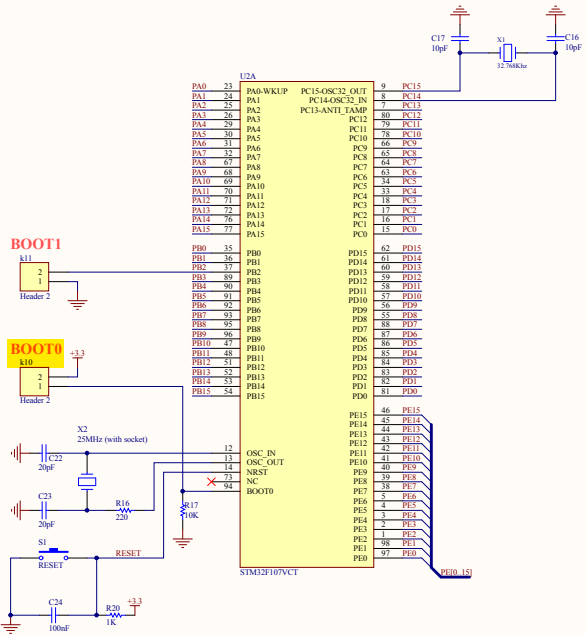 C17
10pF
X1
32.768Khz
C16
10pF
U2A
PA0 23 PA0-WKUP PC15-OSC32_OUT 9 PC15
PA1 24 PA1 PC14-OSC32_IN 8 PC14
PA2 25 PA2 PC13-ANTI_TAMP 7 PC13
PA3 26 PA3 PC12 80 PC12
PA4 29 PA4 PC11 79 PC11
PA5 30 PA5 PC10 78 PC10
PA6 31 PA6 PC9 66 PC9
PA7 32 PA7 PC8 65 PC8
PA8 67 PA8 PC7 64 PC7
PA9 68 PA9 PC6 63 PC6
PA10 69 PA10 PC5 34 PC5
PA11 70 PA11 PC4 33 PC4
PA12 71 PA12 PC3 18 PC3
PA13 72 PA13 PC2 17 PC2
PA14 76 PA14 PC1 16 PC1
PA15 77 PA15 PC0 15 PC0
PB0 35 PB0 PD15 62 PD15
PB1 36 PB1 PD14 61 PD14
PB2 37 PB2 PD13 60 PD13
PB3 89 PB3 PD12 59 PD12
PB4 90 PB4 PD11 58 PD11
PB5 91 PB5 PD10 57 PD10
PB6 92 PB6 PD9 56 PD9
PB7 93 PB7 PD8 55 PD8
PB8 95 PB8 PD7 88 PD7
PB9 96 PB9 PD6 87 PD6
PB10 47 PB10 PD5 86 PD5
PB11 48 PB11 PD4 85 PD4
PB12 51 PB12 PD3 84 PD3
PB13 52 PB13 PD2 83 PD2
PB14 53 PB14 PD1 82 PD1
PB15 54 PB15 PD0 81 PD0
PE15 46 PE15
PE14 45 PE14
PE13 44 PE13
PE12 43 PE12
PE11 42 PE11
PE10 41 PE10
PE9 40 PE9
PE8 39 PE8
PE7 38 PE7
PE6 5 PE6
PE5 4 PE5
PE4 3 PE4
PE3 2 PE3
PE2 1 PE2
PE1 98 PE1
PE0 97 PE0
12 OSC_IN
13 OSC_OUT
14 NRST
73 NC
94 BOOT0
STM32F107VCT
PE[0..15]
BOOT1
k11
2
1
Header 2
BOOT0
k10
+3.3
2
1
Header 2
X2
25MHz (with socket)
C22
20pF
C23
20pF
R16
220
R17
10K
S1
RESET
RESET
C24
100nF
R20
1K
+3.3